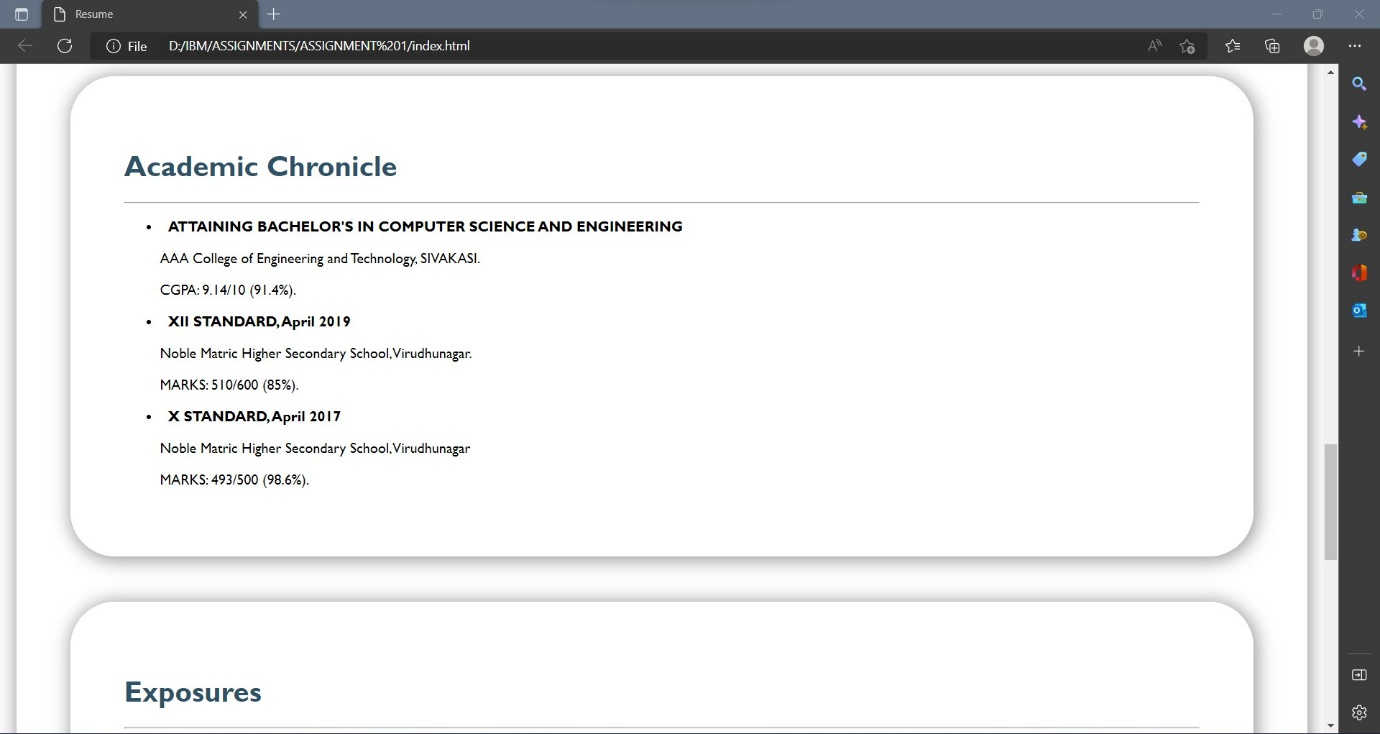 Resume
File D:/IBM/ASSIGNMENTS/ASSIGNMENT%201/index.html
Academic Chronicle
• ATTAINING BACHELOR'S IN COMPUTER SCIENCE AND ENGINEERING
AAA College of Engineering and Technology, SIVAKASI.
CGPA: 9.14/10 (91.4%).
• XII STANDARD, April 2019
Noble Matric Higher Secondary School, Virudhunagar.
MARKS: 510/600 (85%).
• X STANDARD, April 2017
Noble Matric Higher Secondary School, Virudhunagar
MARKS: 493/500 (98.6%).
Exposures